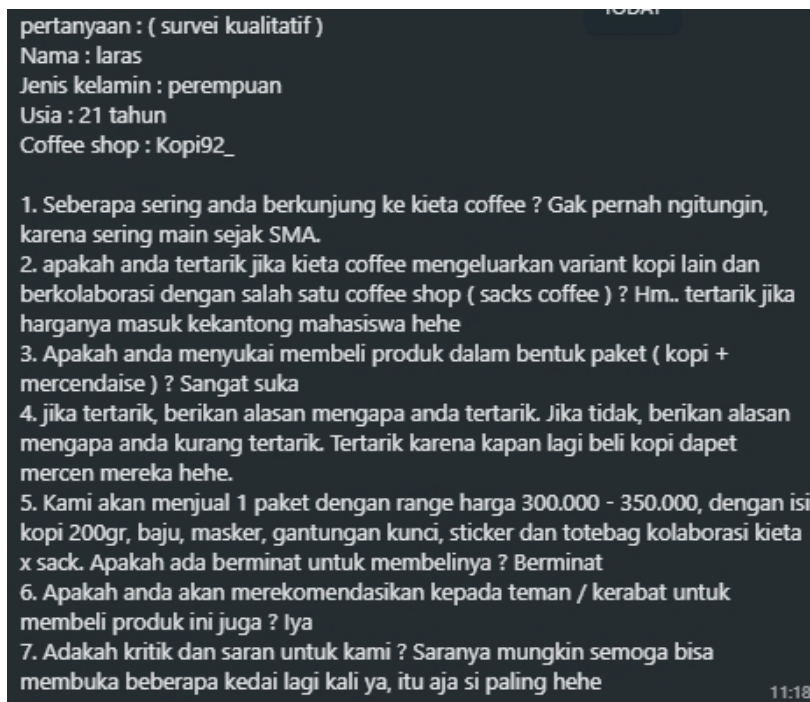 TODAY
pertanyaan : ( survei kualitatif )
Nama : laras
Jenis kelamin : perempuan
Usia : 21 tahun
Coffee shop : Kopi92_
1. Seberapa sering anda berkunjung ke kieta coffee ? Gak pernah ngitungin,
karena sering main sejak SMA.
2. apakah anda tertarik jika kieta coffee mengeluarkan variant kopi lain dan
berkolaborasi dengan salah satu coffee shop ( sacks coffee ) ? Hm.. tertarik jika
harganya masuk kekantong mahasiswa hehe
3. Apakah anda menyukai membeli produk dalam bentuk paket ( kopi +
mercendaise ) ? Sangat suka
4. jika tertarik, berikan alasan mengapa anda tertarik. Jika tidak, berikan alasan
mengapa anda kurang tertarik. Tertarik karena kapan lagi beli kopi dapet
mercen mereka hehe.
5. Kami akan menjual 1 paket dengan range harga 300.000 - 350.000, dengan isi
kopi 200gr, baju, masker, gantungan kunci, sticker dan totebag kolaborasi kieta
x sack. Apakah ada berminat untuk membelinya ? Berminat
6. Apakah anda akan merekomendasikan kepada teman / kerabat untuk
membeli produk ini juga ? Iya
7. Adakah kritik dan saran untuk kami ? Saranya mungkin semoga bisa
membuka beberapa kedai lagi kali ya, itu aja si paling hehe
11:18